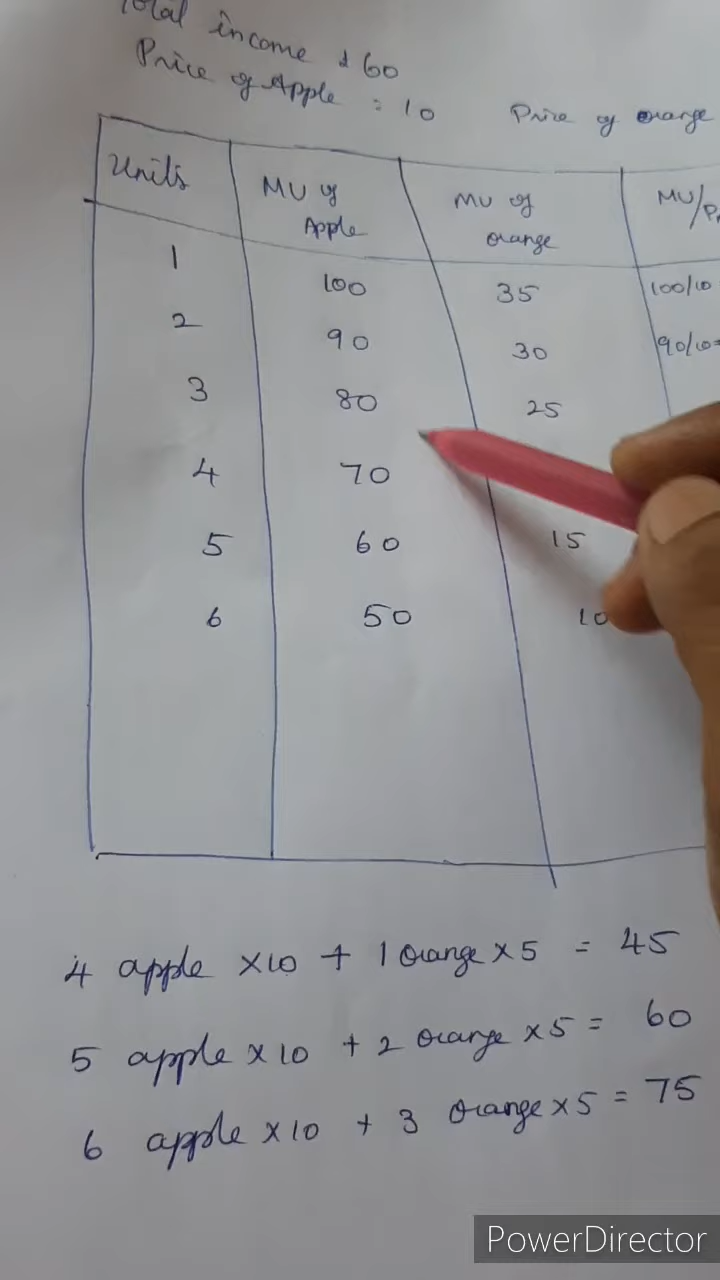 Total income $ 60
Price of Apple = 10 Price of orange
Units MU of Apple MU of orange MU/P
1 100 35 100/10
2 90 30 90/10=
3 80 25
4 70
5 60 15
6 50 10
4 apple x10 + 1 orange x 5 = 45
5 apple x 10 + 2 orange x 5 = 60
6 apple x 10 + 3 orange x 5 = 75
PowerDirector